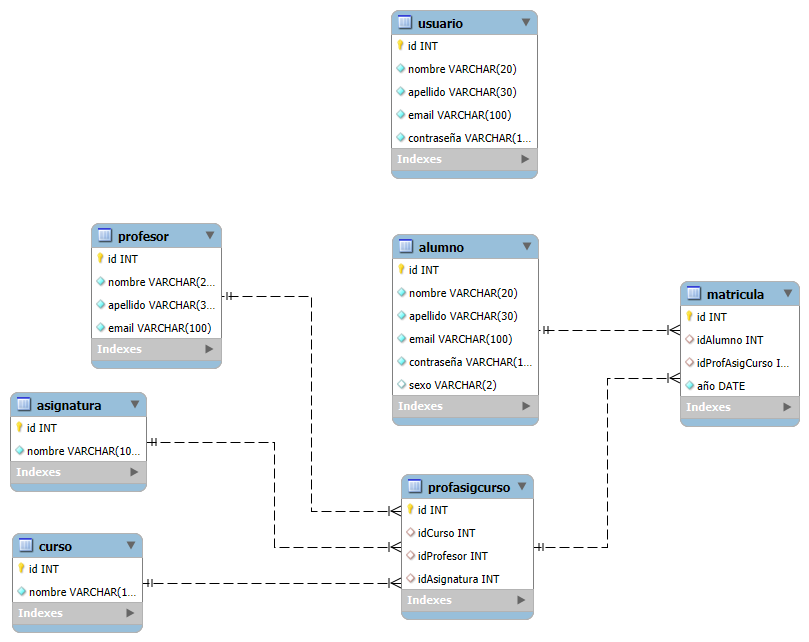 usuario
id INT
nombre VARCHAR(20)
apellido VARCHAR(30)
email VARCHAR(100)
contraseña VARCHAR(1...
Indexes
profesor
id INT
nombre VARCHAR(2...
apellido VARCHAR(3...
email VARCHAR(100)
Indexes
alumno
id INT
nombre VARCHAR(20)
apellido VARCHAR(30)
email VARCHAR(100)
contraseña VARCHAR(1...
sexo VARCHAR(2)
Indexes
matricula
id INT
idAlumno INT
idProfAsigCurso I...
año DATE
Indexes
asignatura
id INT
nombre VARCHAR(10...
Indexes
profasigcurso
id INT
idCurso INT
idProfesor INT
idAsignatura INT
Indexes
curso
id INT
nombre VARCHAR(1...
Indexes